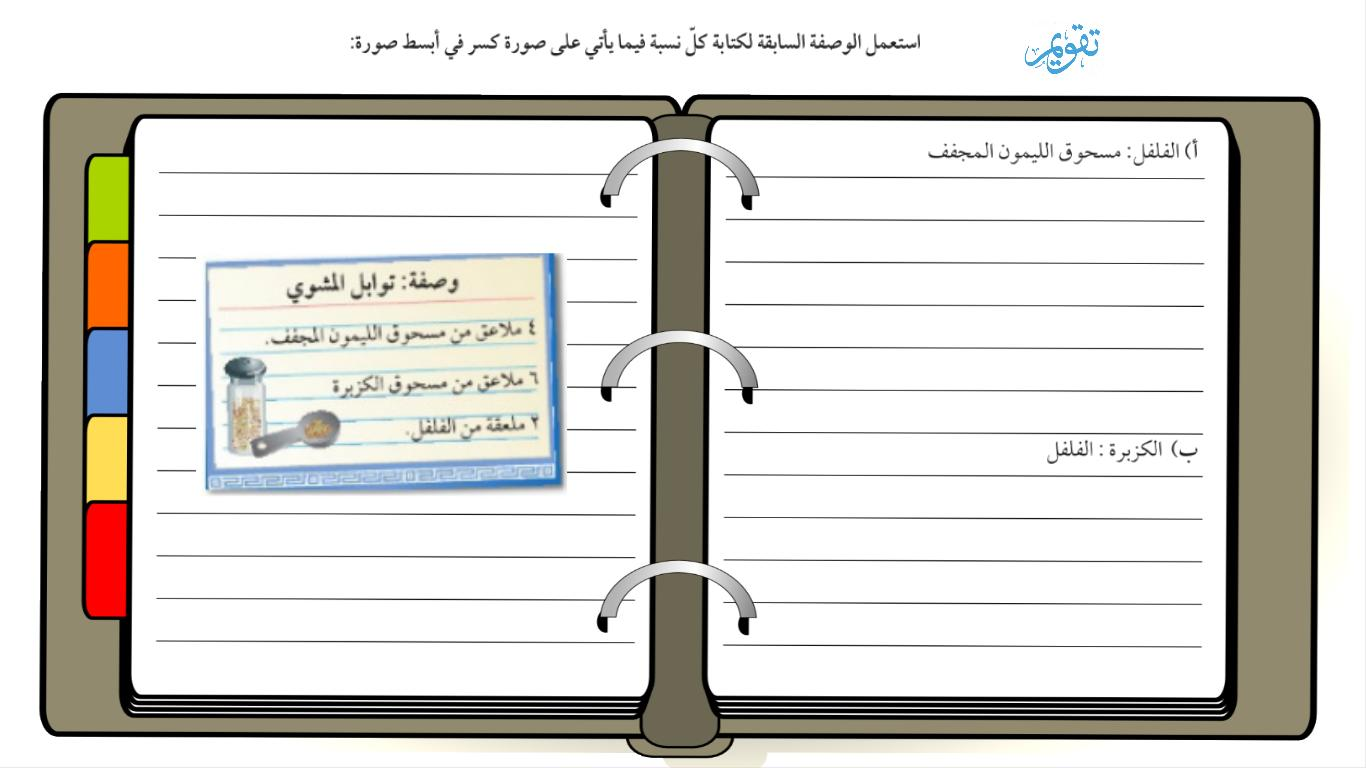 تقويم
استعمل الوصفة السابقة لكتابة كلّ نسبة فيما يأتي على صورة كسر في أبسط صورة:
أ) الفلفل: مسحوق الليمون المجفف
ب) الكزبرة : الفلفل
وصفة: توابل المشوي
٤ ملاعق من مسحوق الليمون المجفف.
٦ ملاعق من مسحوق الكزبرة
٢ ملعقة من الفلفل.